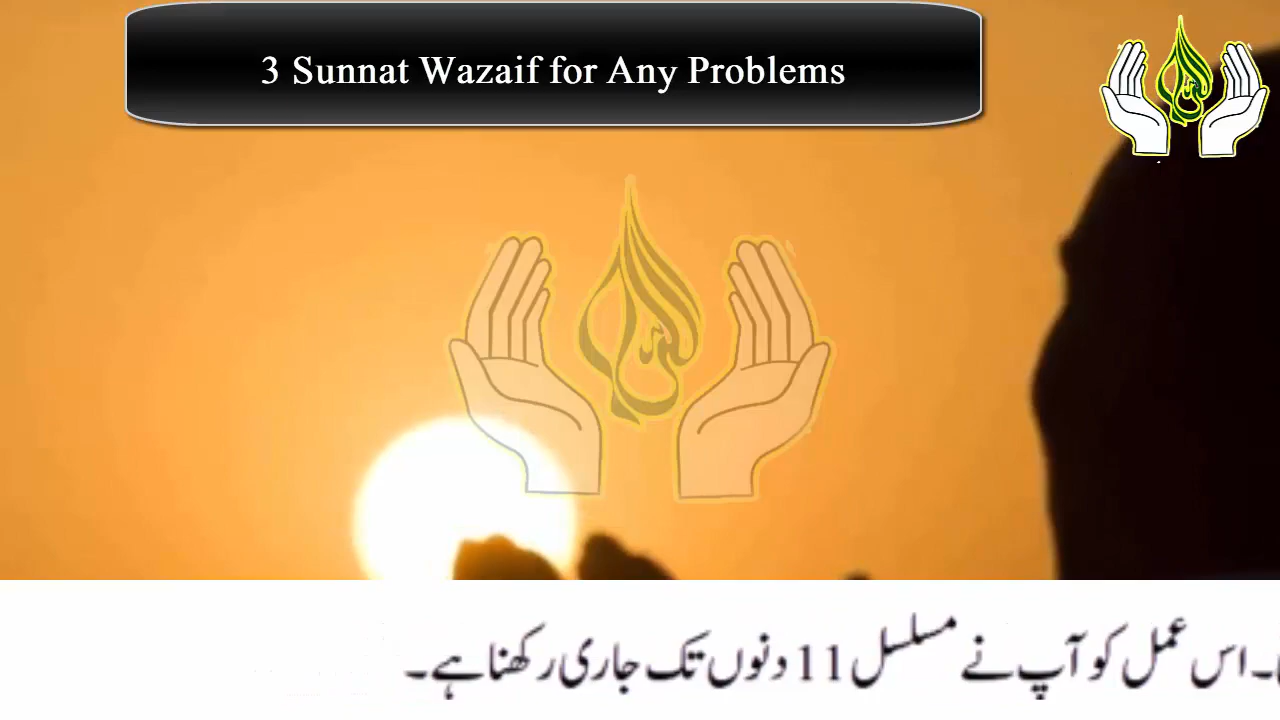 3 Sunnat Wazaif for Any Problems
۔ اس عمل کو آپ نے مسلسل 11 دنوں تک جاری رکھنا ہے۔